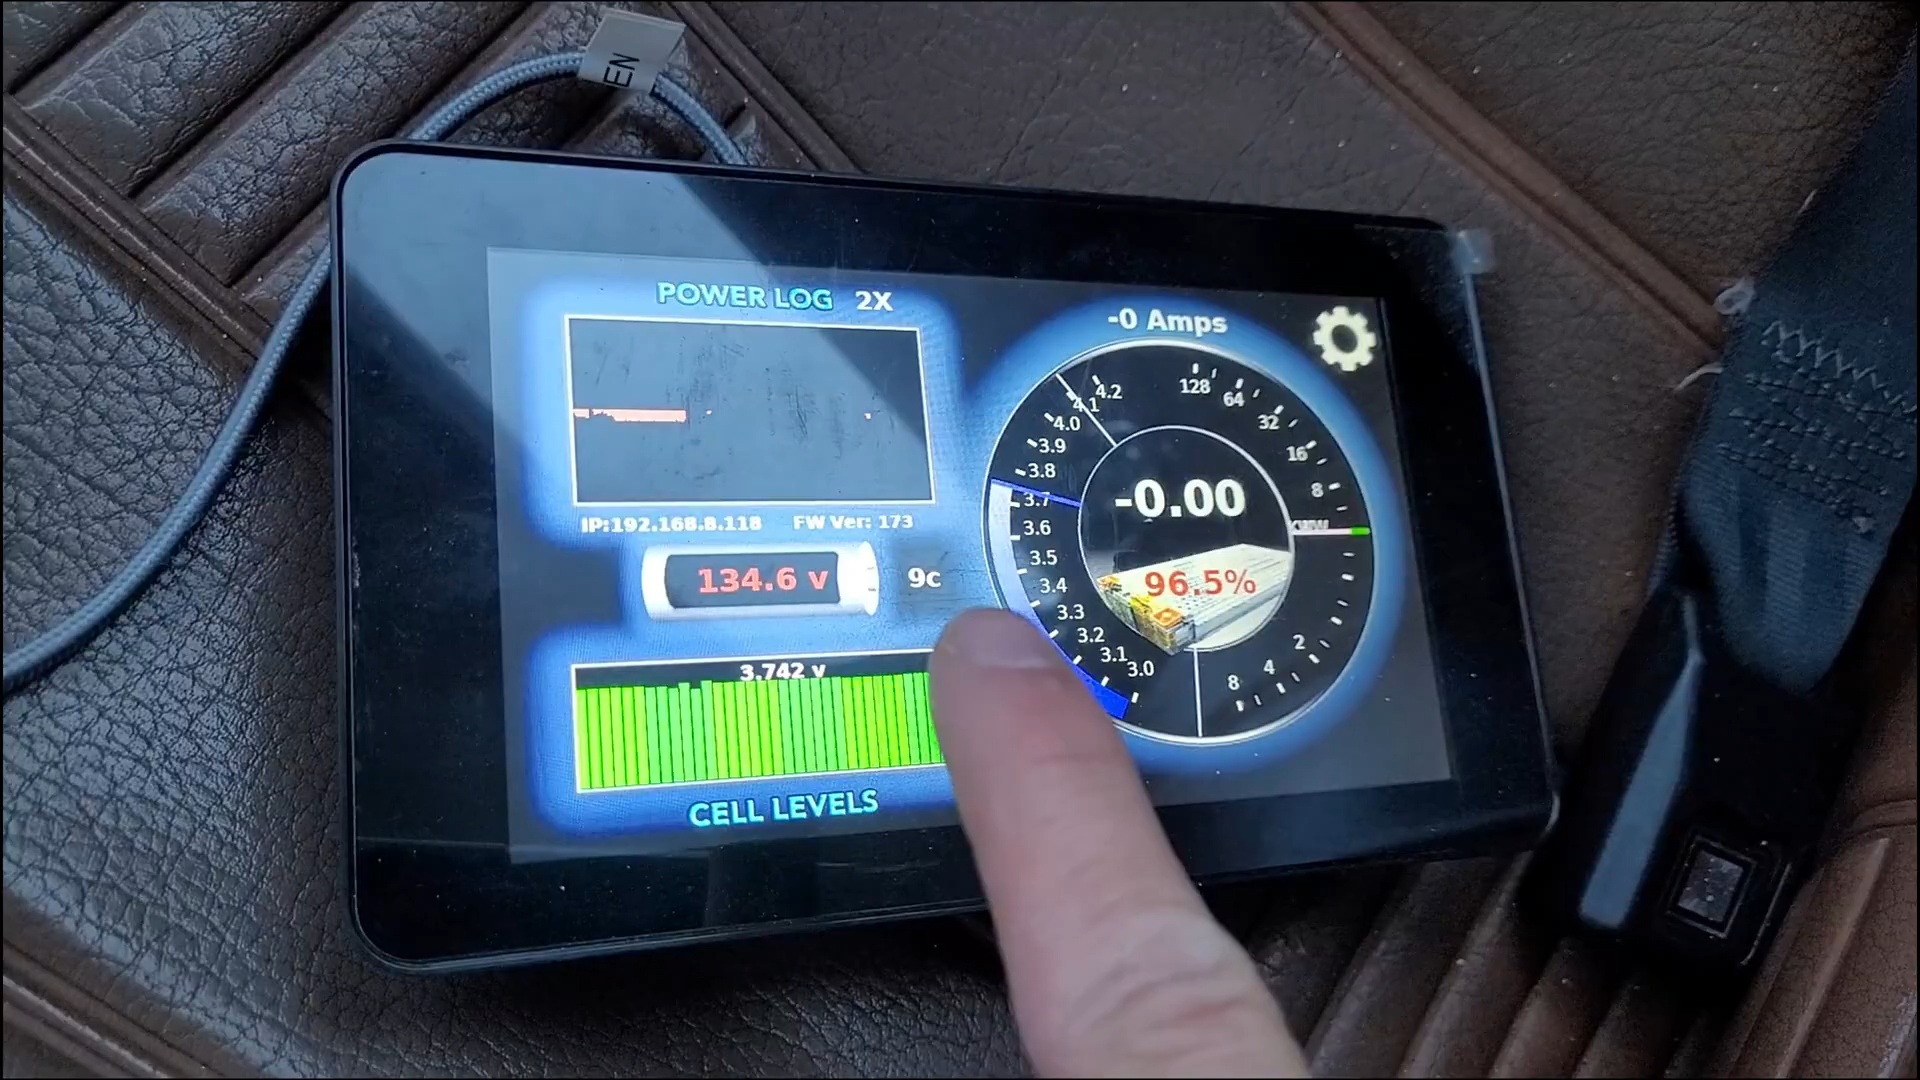 EN
POWER LOG 2X
IP:192.168.8.118 FW Ver: 173
134.6 v 9c
3.742 v
CELL LEVELS
-0 Amps
4.2
4.1
4.0
3.9
3.8
3.7
3.6
3.5
3.4
3.3
3.2
3.1
3.0
128
64
32
16
8
KW
2
4
8
-0.00
96.5%